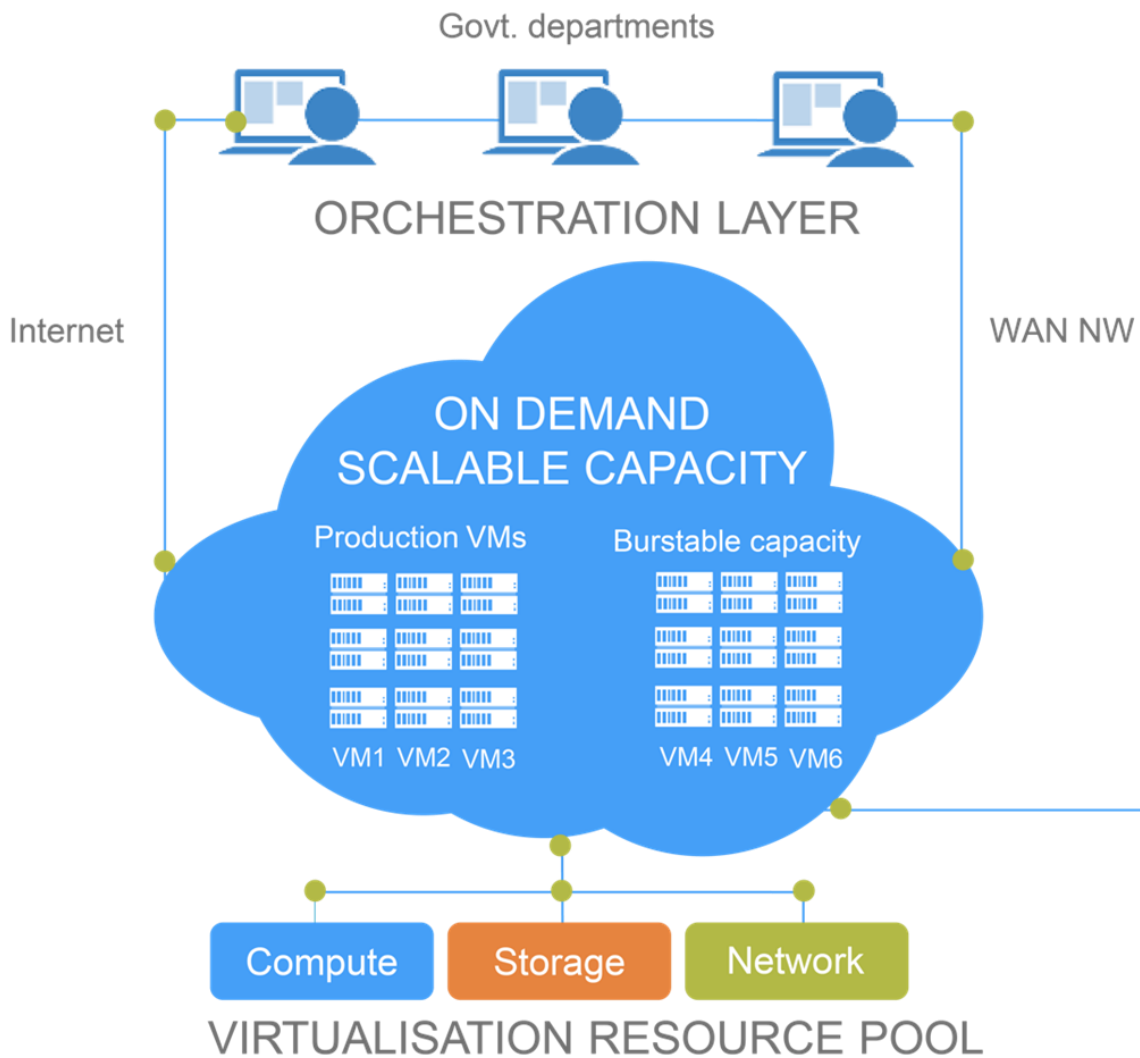 Govt. departments
ORCHESTRATION LAYER
Internet
WAN NW
ON DEMAND
SCALABLE CAPACITY
Production VMs
Burstable capacity
VM1 VM2 VM3
VM4 VM5 VM6
Compute
Storage
Network
VIRTUALISATION RESOURCE POOL